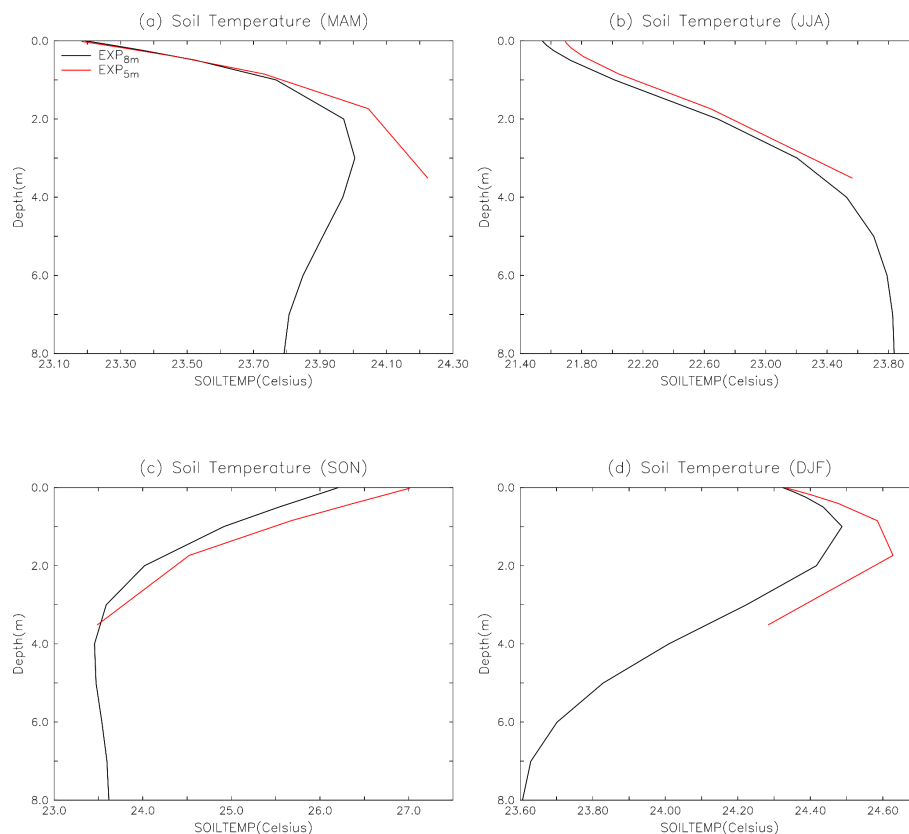 (a) Soil Temperature (MAM)
0.0
2.0
4.0
6.0
8.0
Depth(m)
EXP8m
EXP5m
23.10 23.30 23.50 23.70 23.90 24.10 24.30
SOILTEMP(Celsius)
(b) Soil Temperature (JJA)
0.0
2.0
4.0
6.0
8.0
Depth(m)
21.40 21.80 22.20 22.60 23.00 23.40 23.80
SOILTEMP(Celsius)
(c) Soil Temperature (SON)
0.0
2.0
4.0
6.0
8.0
Depth(m)
23.0 24.0 25.0 26.0 27.0
SOILTEMP(Celsius)
(d) Soil Temperature (DJF)
0.0
2.0
4.0
6.0
8.0
Depth(m)
23.60 23.80 24.00 24.20 24.40 24.60
SOILTEMP(Celsius)